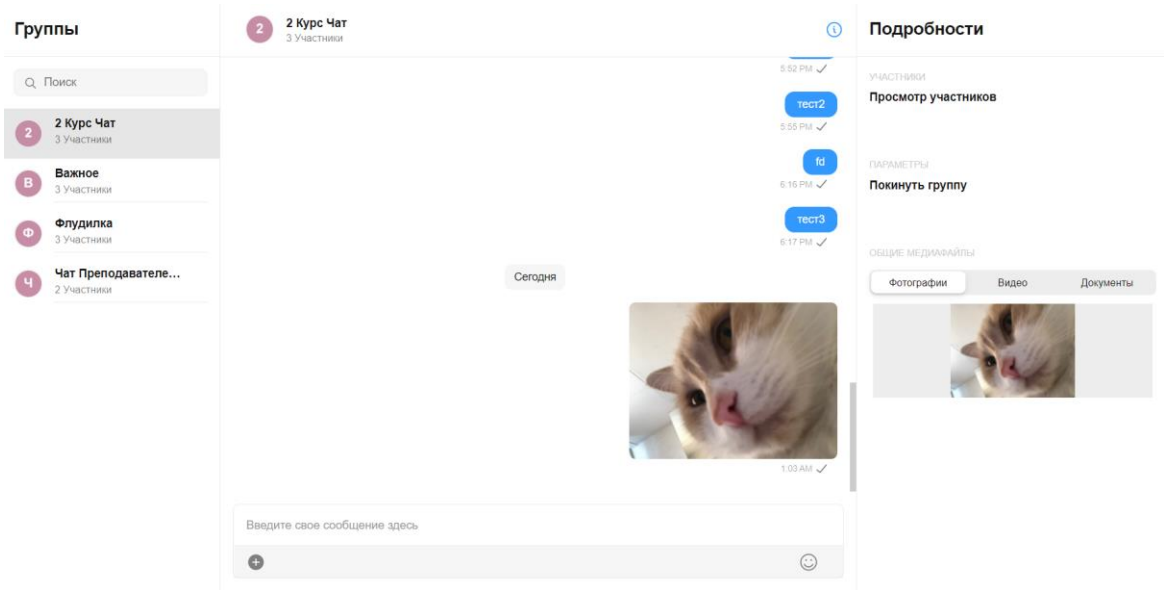 Группы
Поиск
2
2 Курс Чат
3 Участники
В
Важное
3 Участники
Ф
Флудилка
3 Участники
Ч
Чат Преподавателе...
2 Участники
2
2 Курс Чат
3 Участники
5:52 PM
тест2
5:55 PM
fd
6:16 PM
тест3
6:17 PM
Сегодня
1:03 AM
Введите свое сообщение здесь
Подробности
УЧАСТНИКИ
Просмотр участников
ПАРАМЕТРЫ
Покинуть группу
ОБЩИЕ МЕДИАФАЙЛЫ
Фотографии Видео Документы